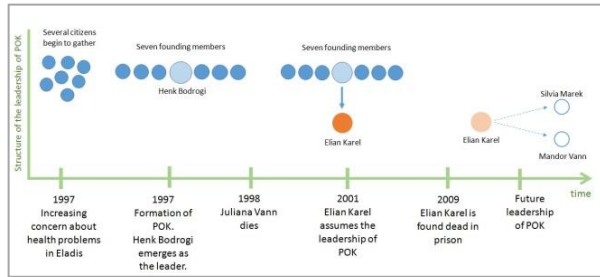 Several citizens
begin to gather
Seven founding members
Seven founding members
Henk Bodrogi
Elian Karel
Elian Karel
Silvia Marek
Mandor Vann
Structure of the leadership of POK
time
1997
Increasing
concern about
health problems
in Eladis
1997
Formation of
POK.
Henk Bodrogi
emerges as
the leader.
1998
Juliana Vann
dies
2001
Elian Karel
assumes the
leadership of
POK
2009
Elian Karel is
found dead in
prison
Future
leadership
of POK